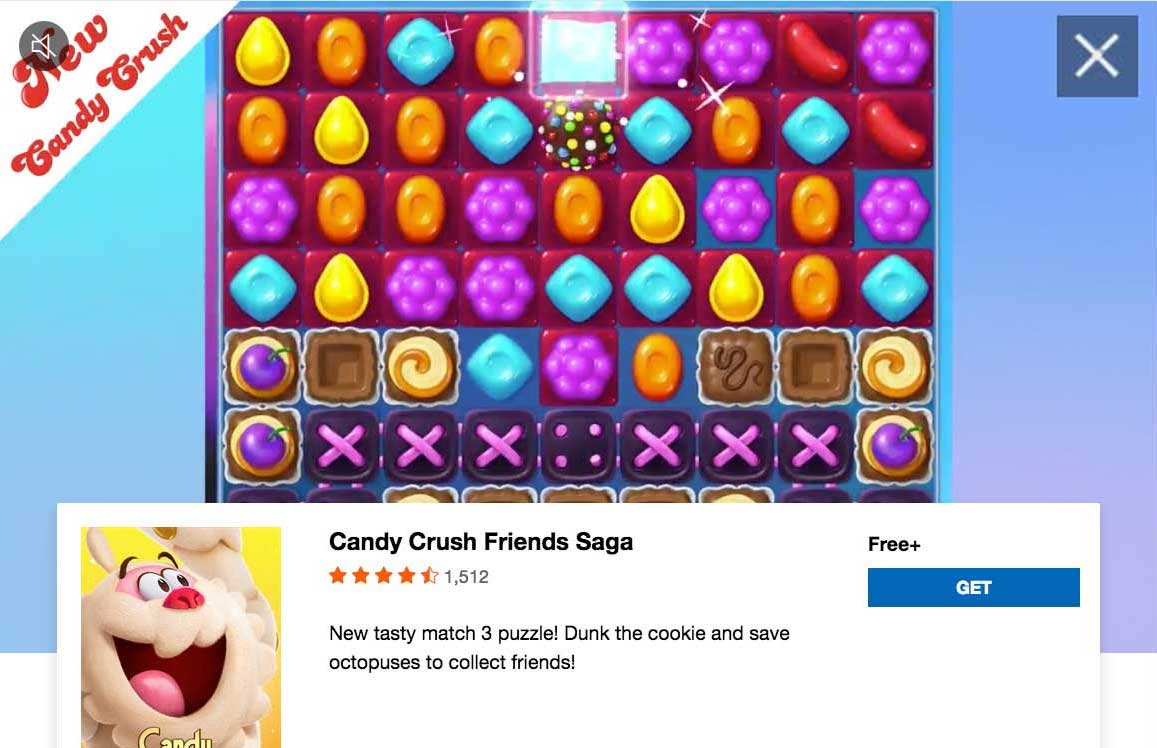 New
Candy Crush
Candy Crush Friends Saga
1,512
New tasty match 3 puzzle! Dunk the cookie and save
octopuses to collect friends!
Free+
GET
Candy